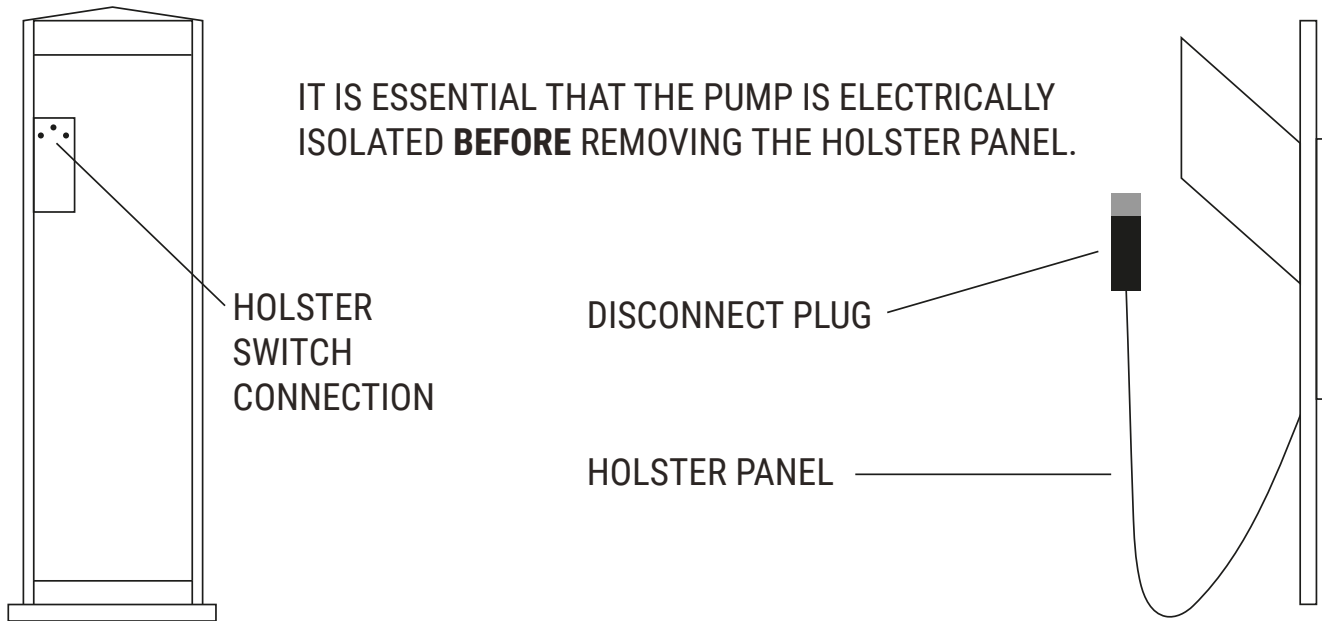 IT IS ESSENTIAL THAT THE PUMP IS ELECTRICALLY
ISOLATED BEFORE REMOVING THE HOLSTER PANEL.
HOLSTER
SWITCH
CONNECTION
DISCONNECT PLUG
HOLSTER PANEL